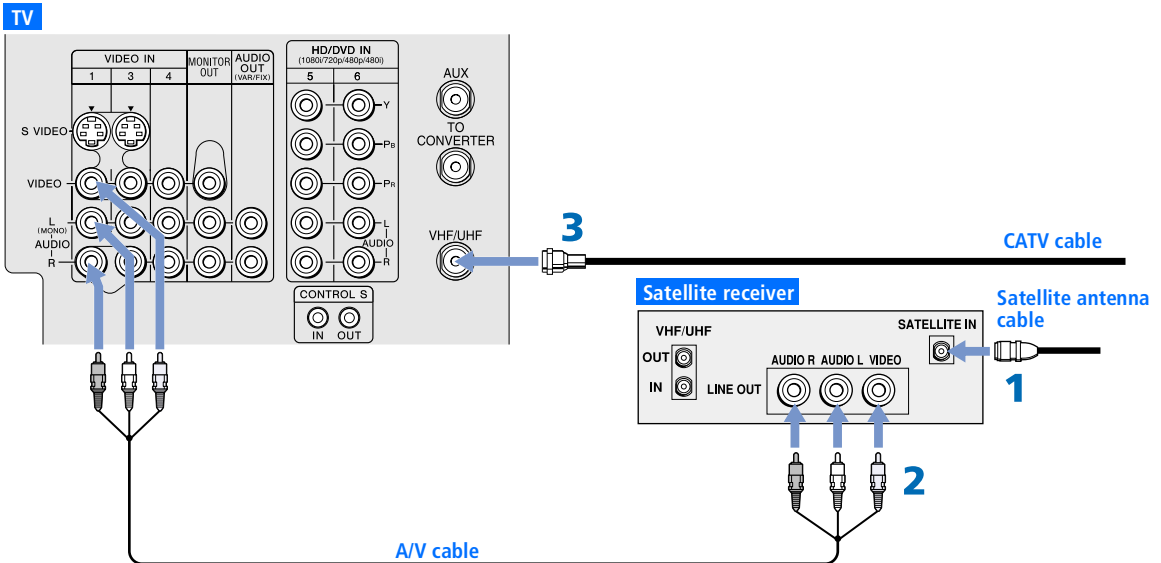 TV
VIDEO IN
1 3 4
MONITOR OUT
AUDIO OUT
(VAR/FIX)
HD/DVD IN
(1080i/720p/480p/480i)
5 6
S VIDEO
VIDEO
L
(MONO)
AUDIO
R
Y
PB
PR
L
AUDIO
R
AUX
TO
CONVERTER
VHF/UHF
CONTROL S
IN OUT
3
CATV cable
Satellite receiver
VHF/UHF
OUT
IN
AUDIO R AUDIO L VIDEO
LINE OUT
SATELLITE IN
Satellite antenna
cable
1
2
A/V cable